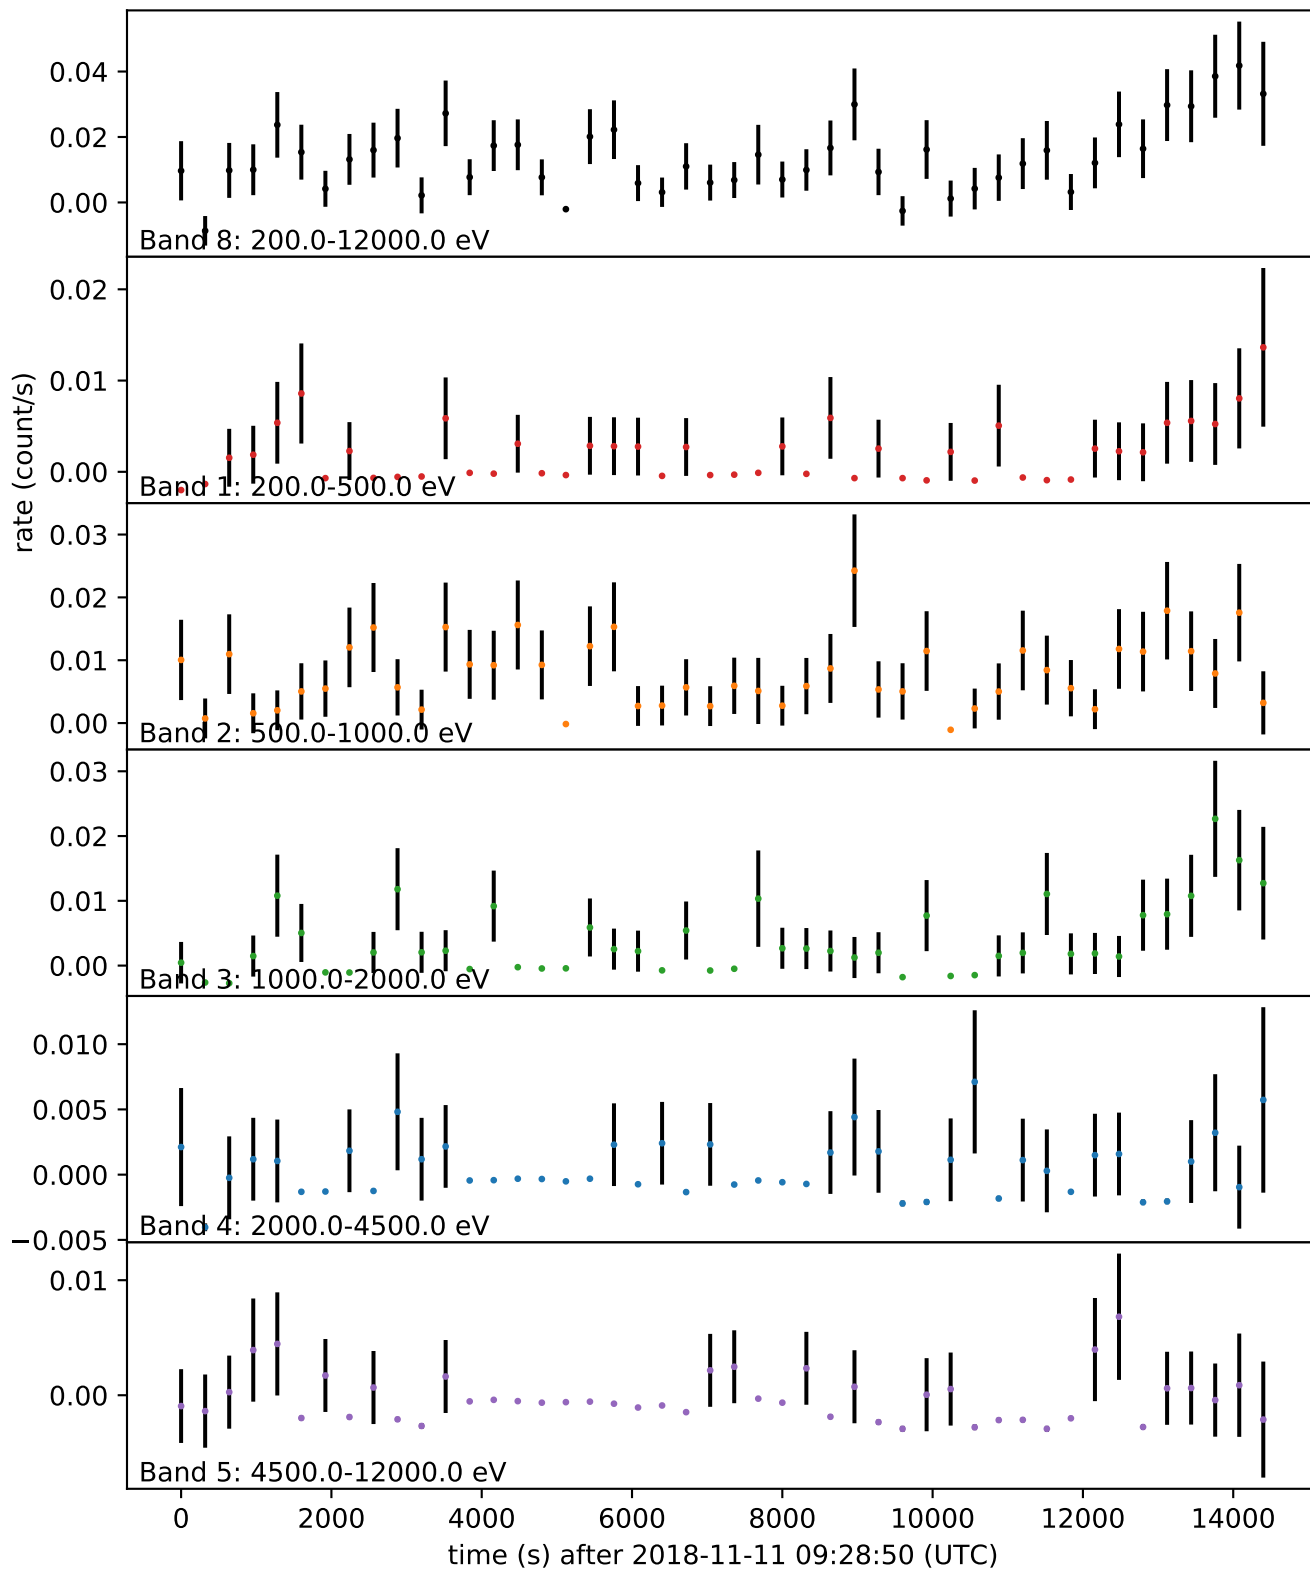 0.04
0.02
0.00
Band 8: 200.0-12000.0 eV
0.02
0.01
0.00
Band 1: 200.0-500.0 eV
rate (count/s)
0.03
0.02
0.01
0.00
Band 2: 500.0-1000.0 eV
0.03
0.02
0.01
0.00
Band 3: 1000.0-2000.0 eV
0.010
0.005
0.000
−0.005
Band 4: 2000.0-4500.0 eV
0.01
0.00
Band 5: 4500.0-12000.0 eV
0 2000 4000 6000 8000 10000 12000 14000
time (s) after 2018-11-11 09:28:50 (UTC)